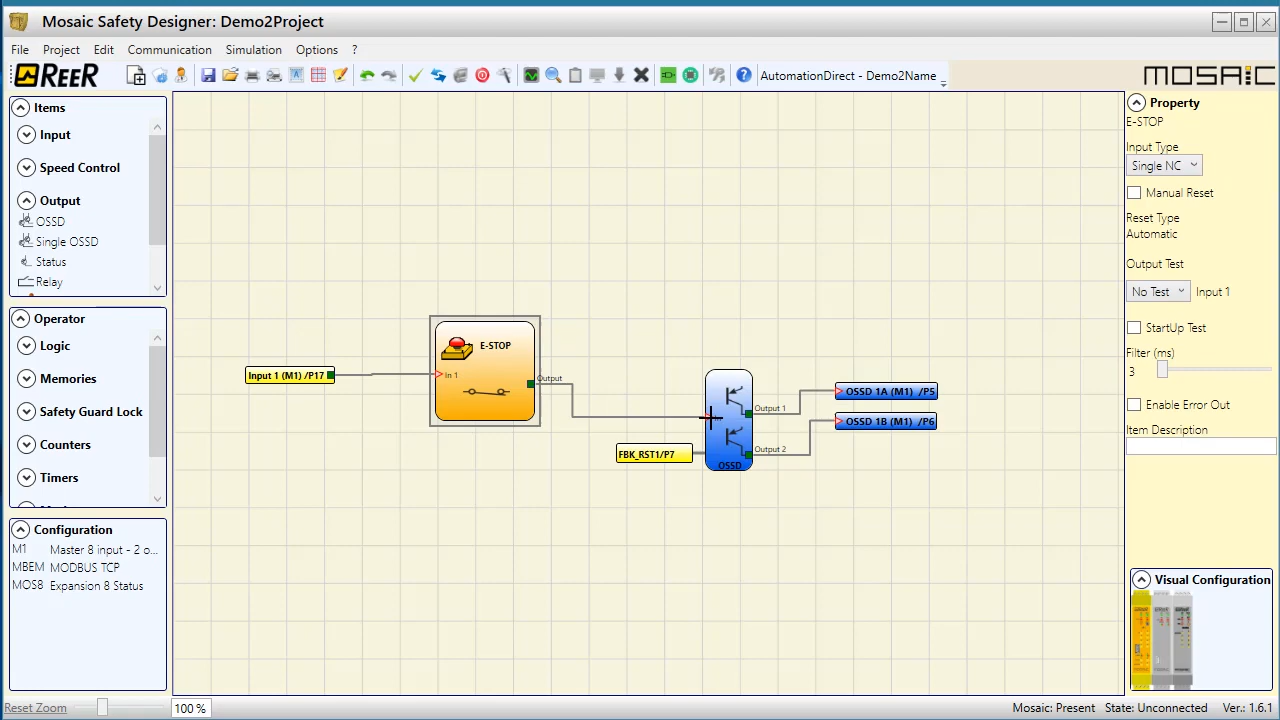 Mosaic Safety Designer: Demo2Project
File Project Edit Communication Simulation Options ?
REER
AutomationDirect - Demo2Name
MOSAIC
Items
Input
Speed Control
Output
OSSD
Single OSSD
Status
Relay
Operator
Logic
Memories
Safety Guard Lock
Counters
Timers
Configuration
M1 Master 8 input - 2 o...
MBEM MODBUS TCP
MOS8 Expansion 8 Status
Reset Zoom
100 %
Input 1 (M1) /P17
E-STOP
In 1
Output
FBK_RST1/P7
Output 1
Output 2
OSSD
OSSD 1A (M1) /P5
OSSD 1B (M1) /P6
Property
E-STOP
Input Type
Single NC
Manual Reset
Reset Type
Automatic
Output Test
No Test Input 1
StartUp Test
Filter (ms)
3
Enable Error Out
Item Description
Visual Configuration
Mosaic: Present State: Unconnected Ver.: 1.6.1